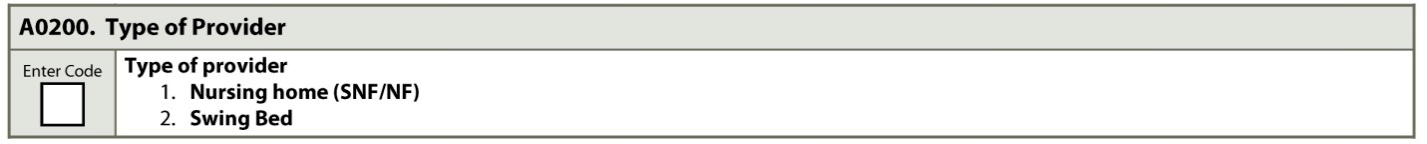 A0200. Type of Provider
Enter Code
Type of provider
1. Nursing home (SNF/NF)
2. Swing Bed